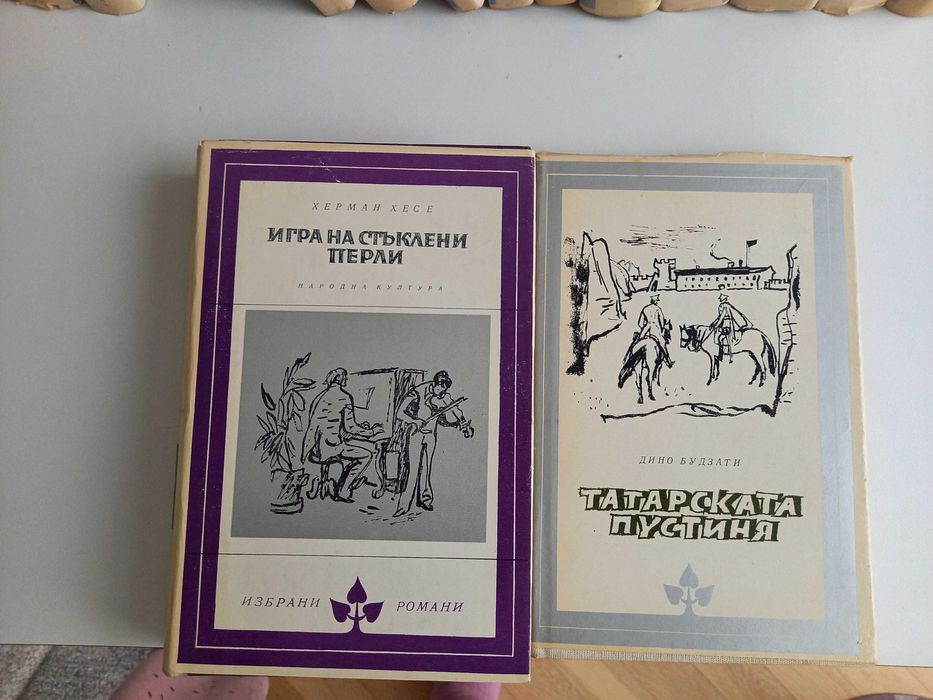 ХЕРМАН ХЕСЕ
ИГРА НА СТЪКЛЕНИ
ПЕРЛИ
НАРОДНА КУЛТУРА
ИЗБРАНИ РОМАНИ
ДИНО БУДЗАТИ
ТАТАРСКАТА
ПУСТИНЯ